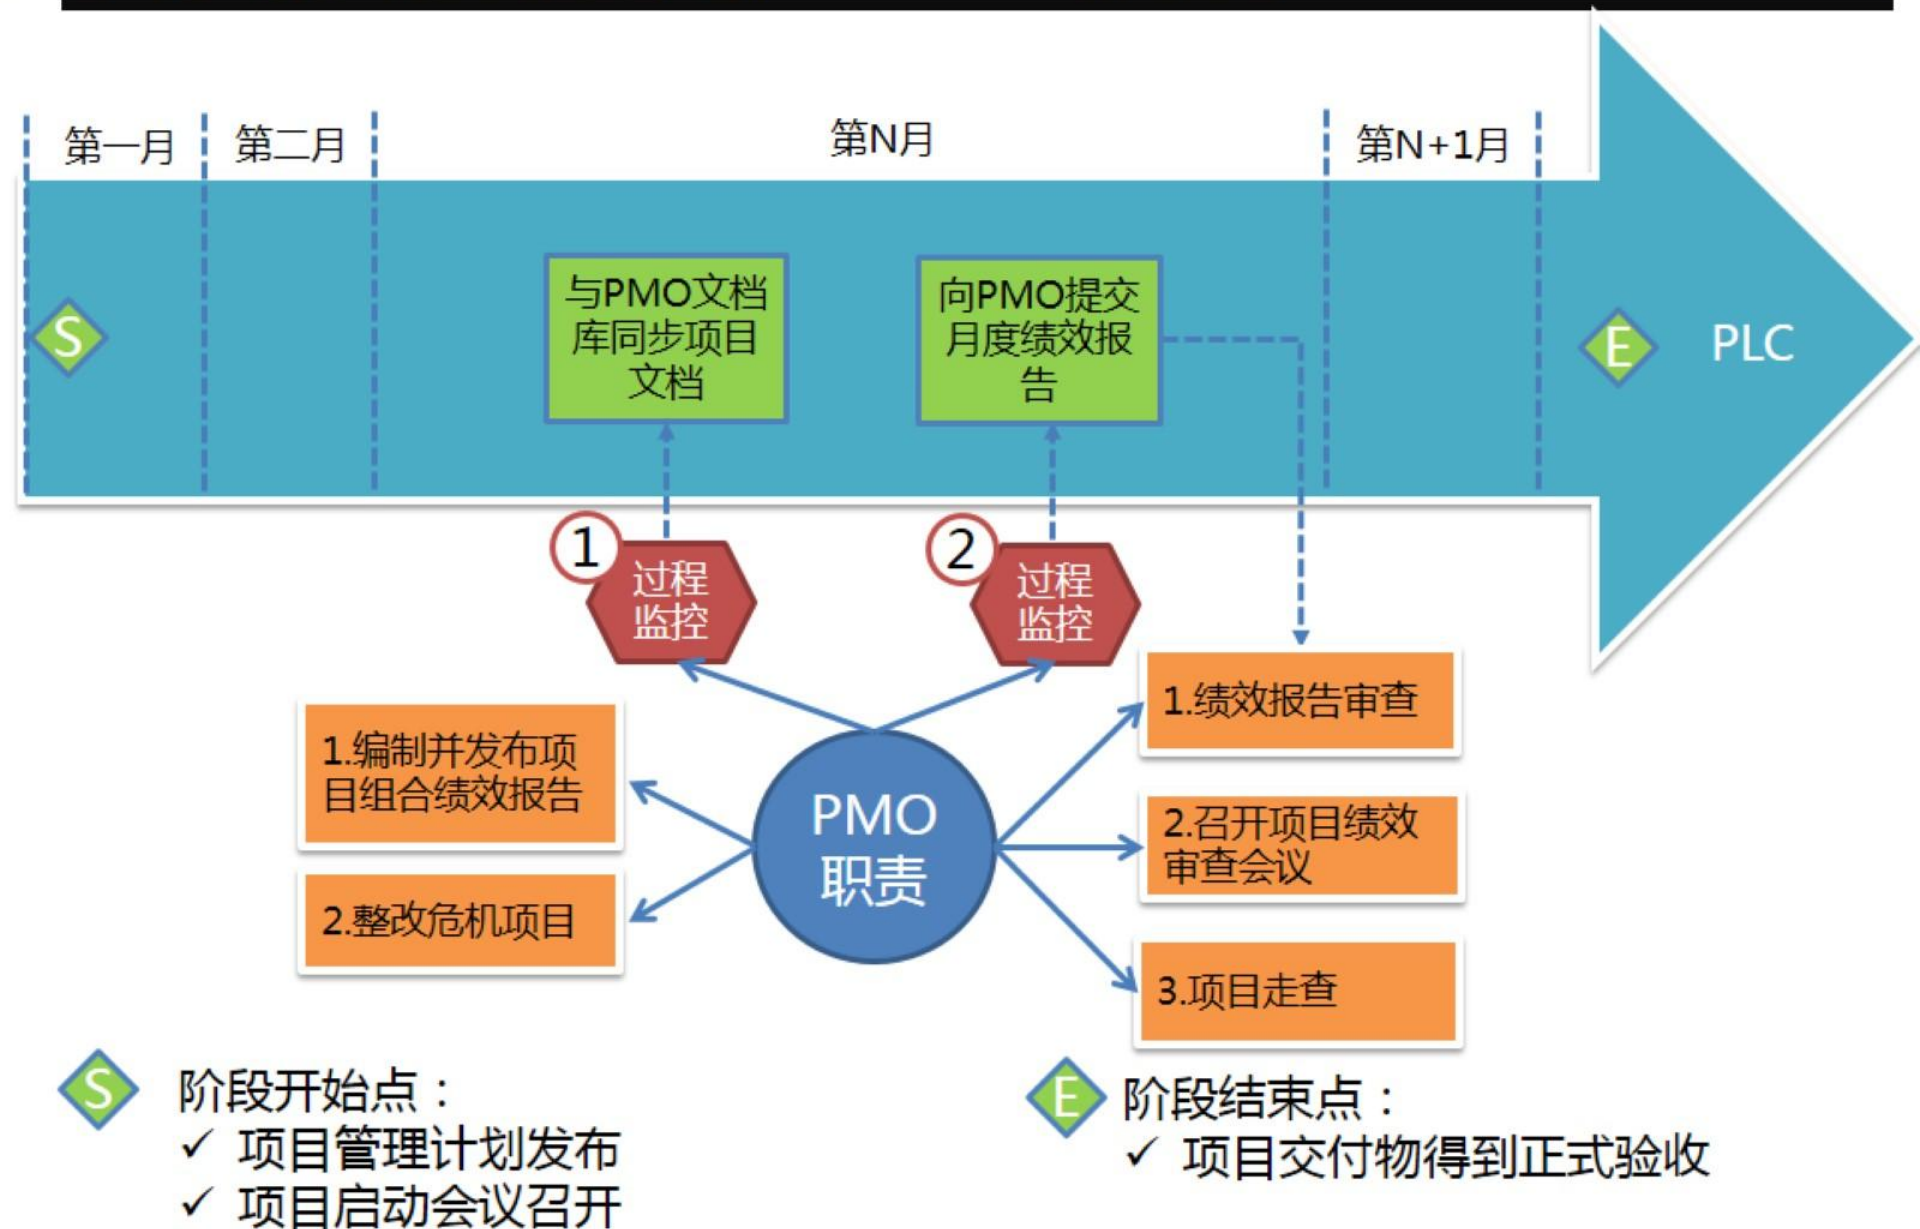 第一月
第二月
第N月
第N+1月
S
与PMO文档
库同步项目
文档
向PMO提交
月度绩效报
告
E
PLC
1
过程
监控
2
过程
监控
1.编制并发布项
目组合绩效报告
2.整改危机项目
PMO
职责
1.绩效报告审查
2.召开项目绩效
审查会议
3.项目走查
S
阶段开始点：
✓ 项目管理计划发布
✓ 项目启动会议召开
E
阶段结束点：
✓ 项目交付物得到正式验收